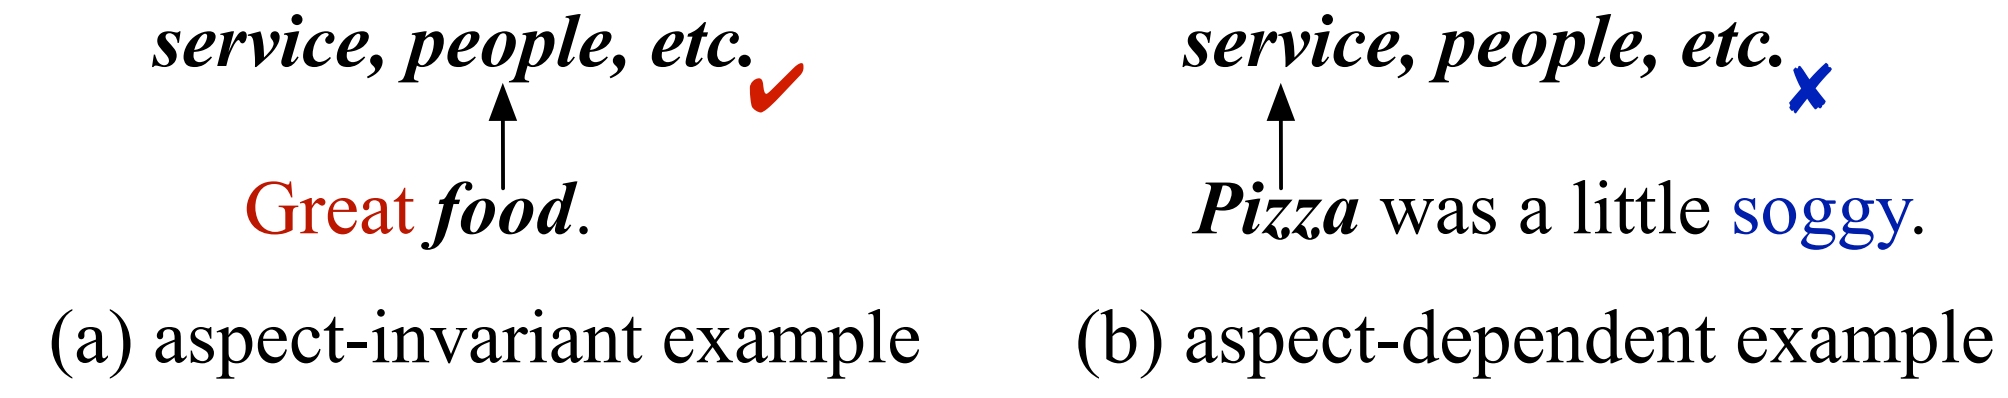 service, people, etc.
Great food.
(a) aspect-invariant example
service, people, etc.
Pizza was a little soggy.
(b) aspect-dependent example